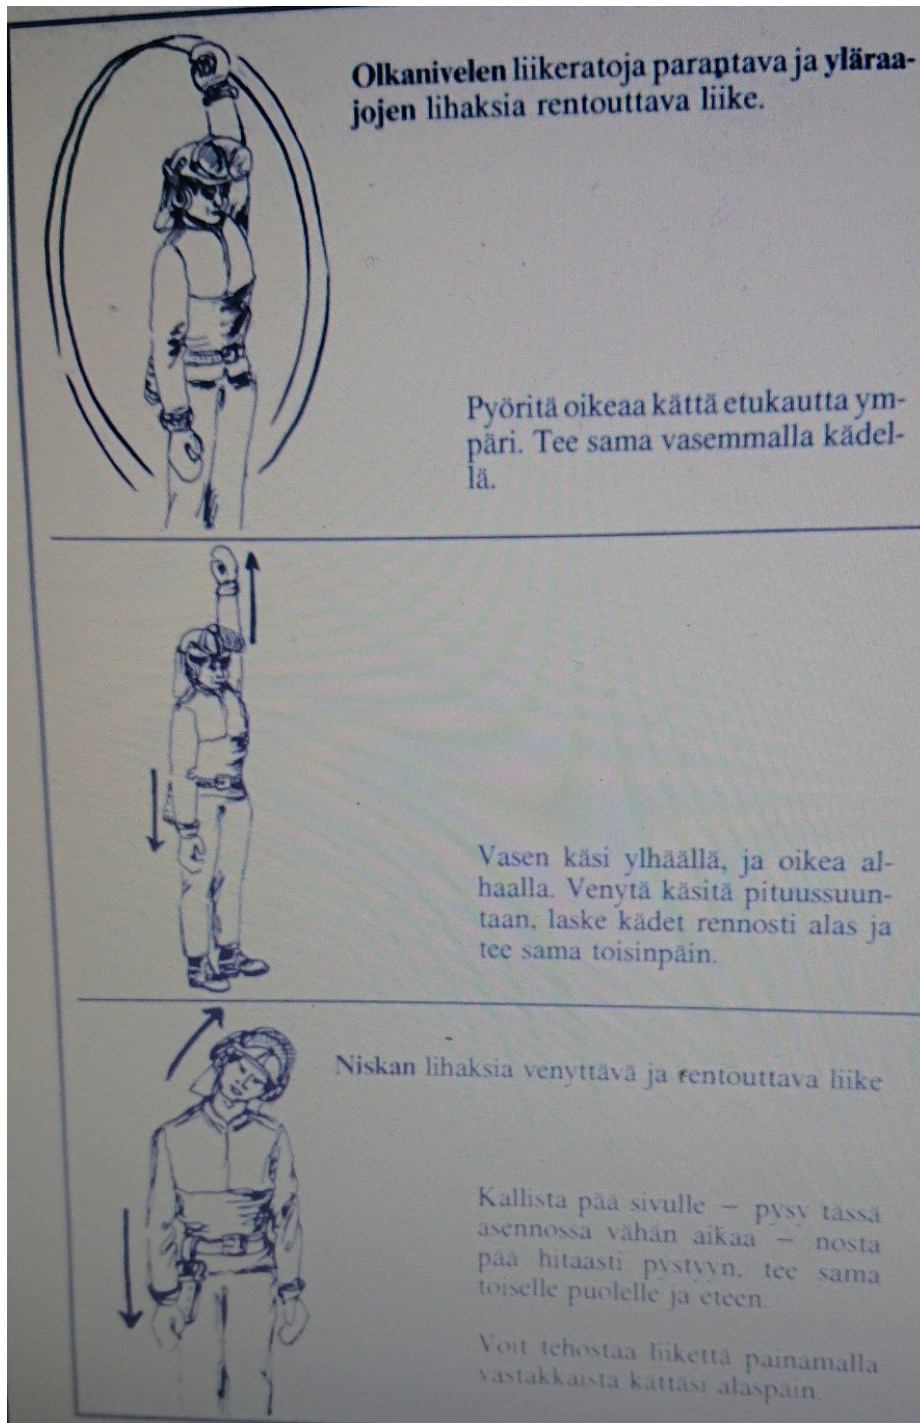 Olkanivelen liikeratoja paraptava ja yläraa-
jojen lihaksia rentouttava liike.
Pyöritä oikeaa kättä etukautta ym-
päri. Tee sama vasemmalla kädel-
lä.
Vasen käsi ylhäällä, ja oikea al-
haalla. Venytä käsitä pituussuun-
taan, laske kädet rennosti alas ja
tee sama toisinpäin.
Niskan lihaksia venyttävä ja rentouttava liike
Kallista pää sivulle — pysy tässä
asennossa vähän aikaa — nosta
pää hitaasti pystyyn, tee sama
toiselle puolelle ja eteen.
Voit tehostaa liikettä painamalla
vastakkaista kättäsi alaspäin.